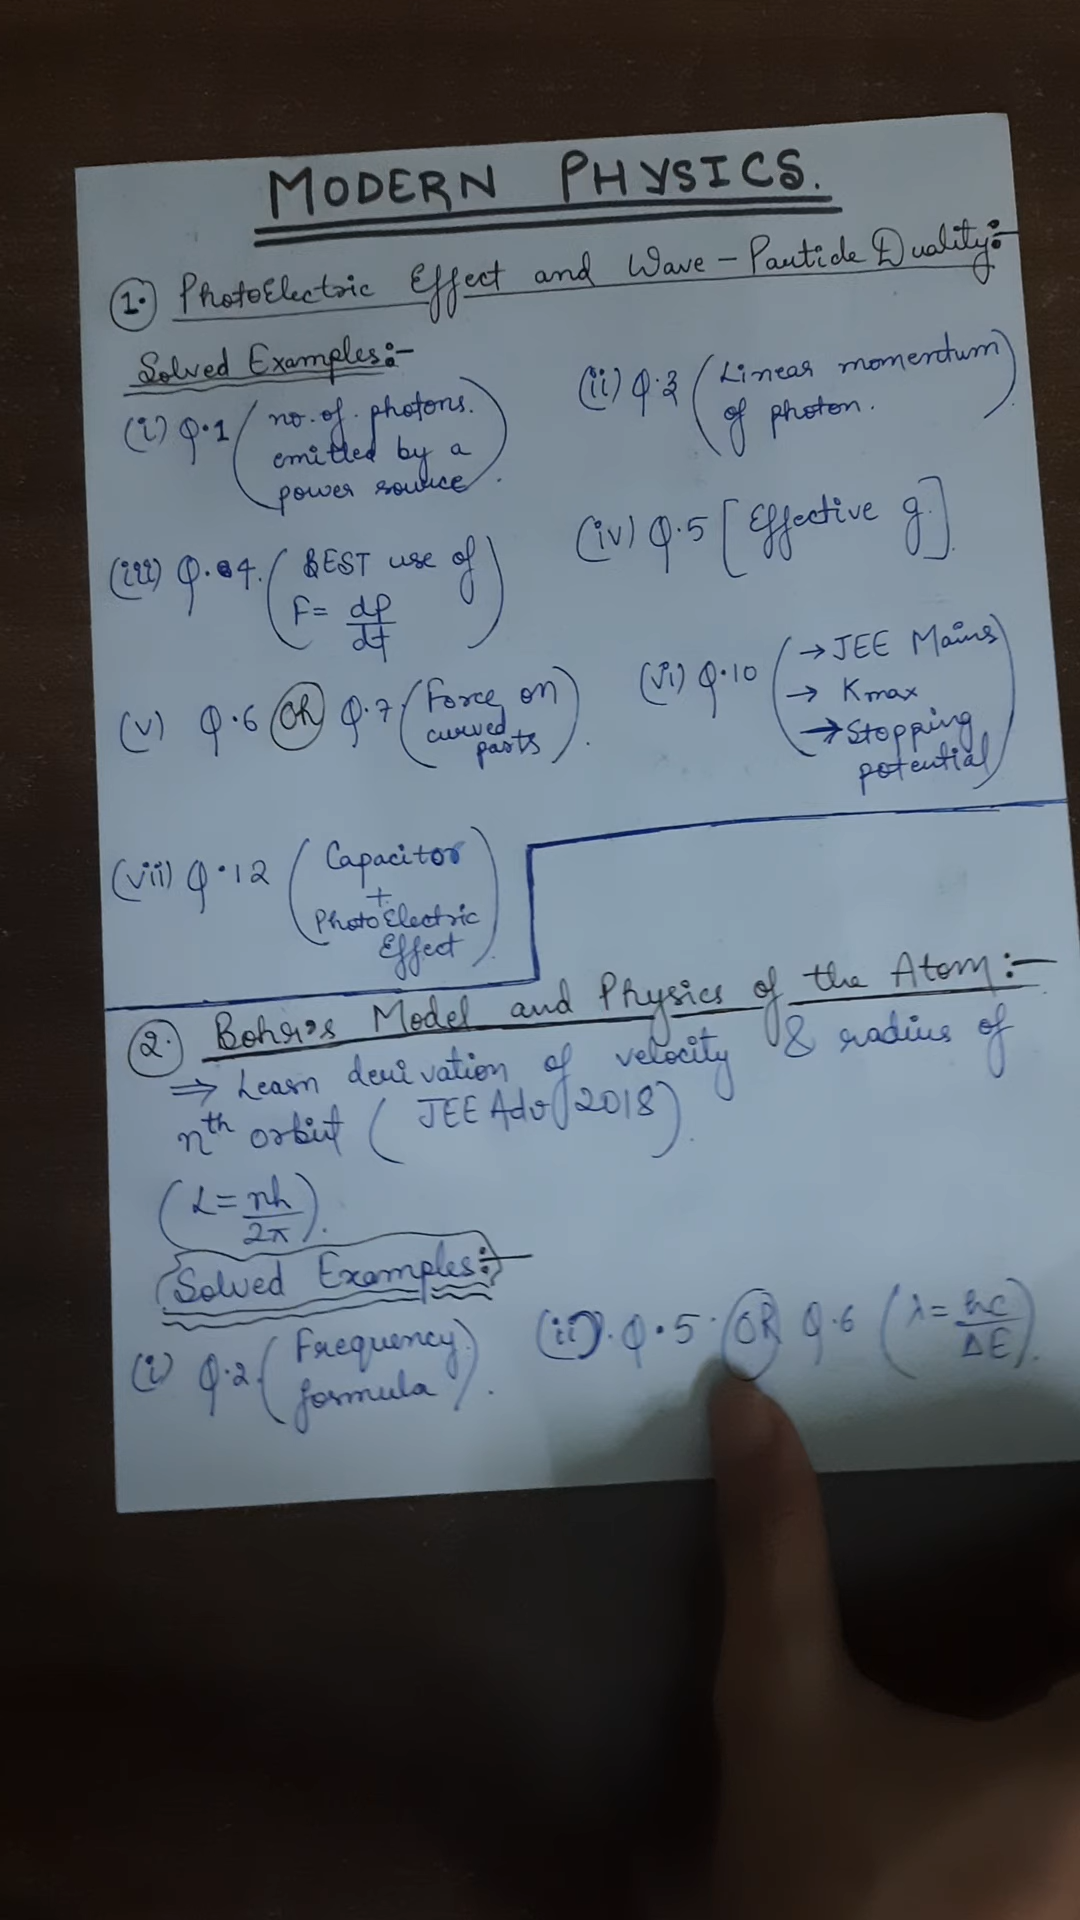 MODERN PHYSICS.
1. PhotoElectric Effect and Wave-Particle Duality:-
Solved Examples:-
(i) Q.1 (no. of. photons. emitted by a power source).
(ii) Q.3 (Linear momentum of photon.)
(iii) Q.4. (BEST use of F= dp/dt)
(iv) Q.5 [Effective g.].
(v) Q.6 OR Q.7 (Force on curved parts).
(vi) Q.10 (→ JEE Mains
→ Kmax
→ Stopping potential)
(vii) Q.12 (Capacitor + PhotoElectric Effect).
2. Bohr's Model and Physics of the Atom:-
⇒ Learn derivation of velocity & radius of
nth orbit (JEE Adv 2018).
(L = nh/2π).
Solved Examples:-
(i) Q.2. (Frequency formula).
(ii). Q.5. OR Q.6 (λ = hc/ΔE).